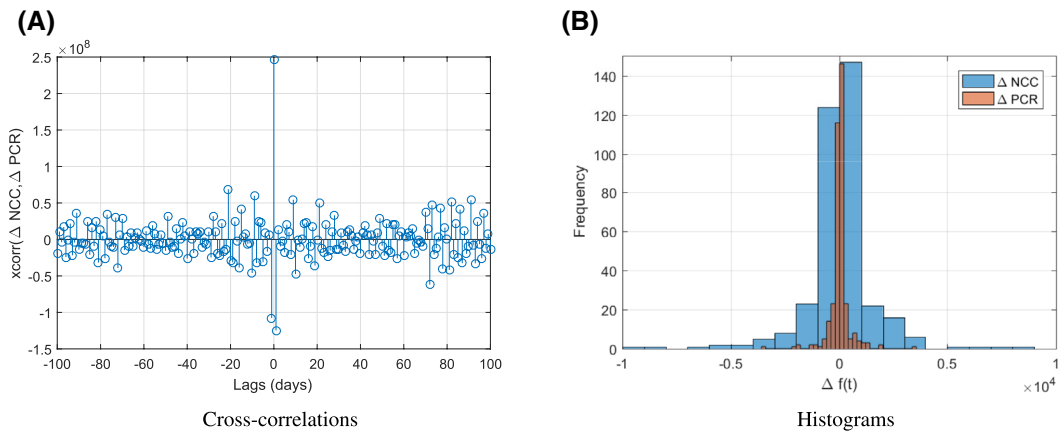 (A)
(B)
×10^8
2.5
2
1.5
1
0.5
0
-0.5
-1
-1.5
xcorr(Δ NCC, Δ PCR)
-100 -80 -60 -40 -20 0 20 40 60 80 100
Lags (days)
Cross-correlations
140
120
100
80
60
40
20
0
Frequency
Δ NCC
Δ PCR
-1 -0.5 0 0.5 1
×10^4
Δ f(t)
Histograms